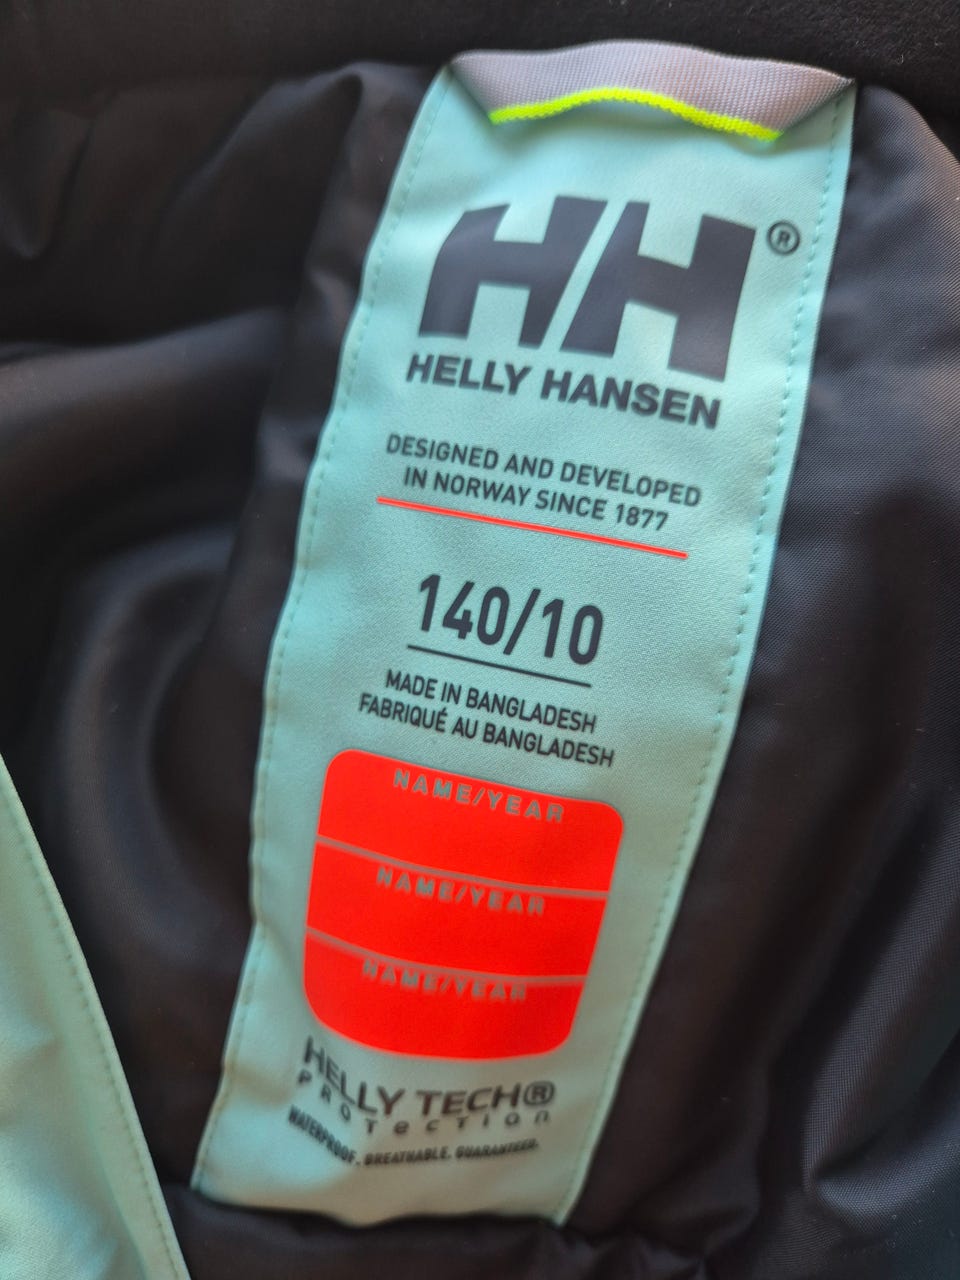 HH®
HELLY HANSEN
DESIGNED AND DEVELOPED
IN NORWAY SINCE 1877
140/10
MADE IN BANGLADESH
FABRIQUÉ AU BANGLADESH
NAME/YEAR
NAME/YEAR
NAME/YEAR
HELLY TECH®
PROTECTION
WATERPROOF. BREATHABLE. GUARANTEED.